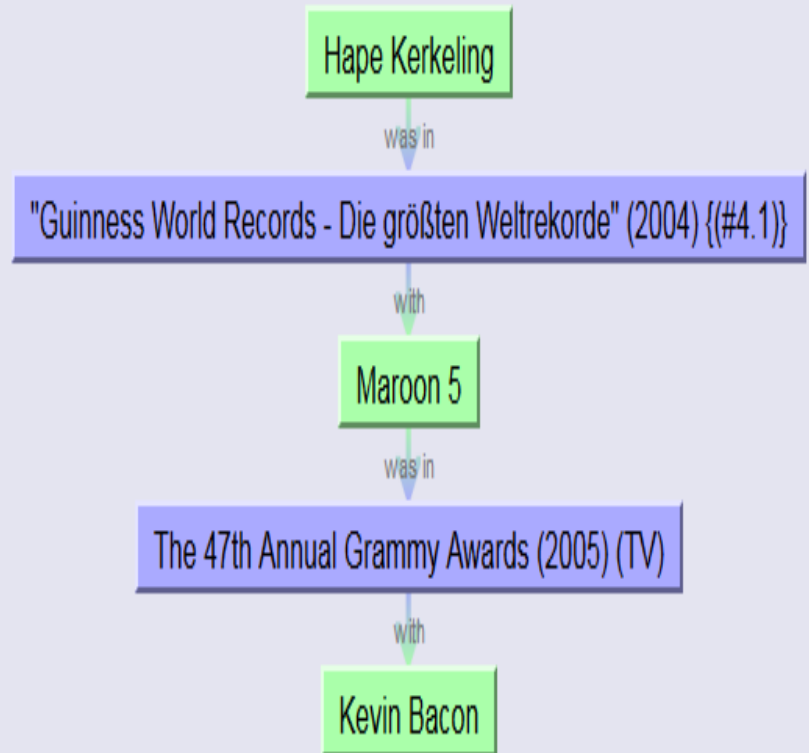 Hape Kerkeling
was in
"Guinness World Records - Die größten Weltrekorde" (2004) {(#4.1)}
with
Maroon 5
was in
The 47th Annual Grammy Awards (2005) (TV)
with
Kevin Bacon